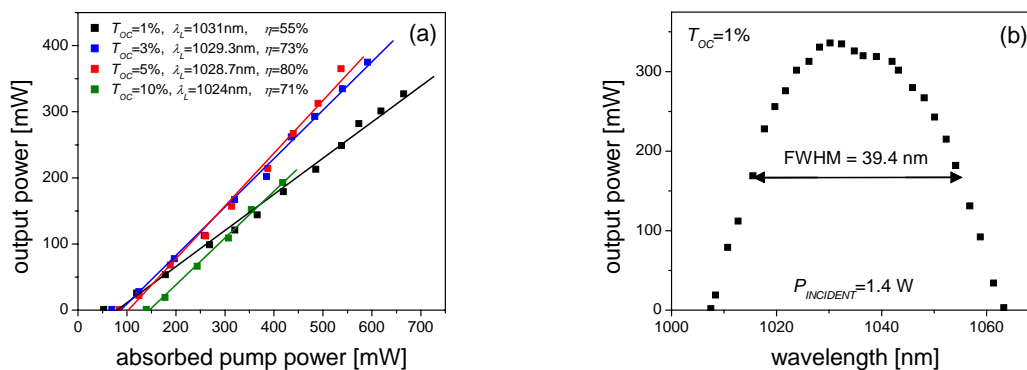 (a)
T_OC=1%, λ_L=1031nm, η=55%
T_OC=3%, λ_L=1029.3nm, η=73%
T_OC=5%, λ_L=1028.7nm, η=80%
T_OC=10%, λ_L=1024nm, η=71%
400
300
200
100
0
output power [mW]
0 100 200 300 400 500 600 700
absorbed pump power [mW]
T_OC=1%
(b)
300
200
100
0
output power [mW]
FWHM = 39.4 nm
P_INCIDENT=1.4 W
1000 1020 1040 1060
wavelength [nm]